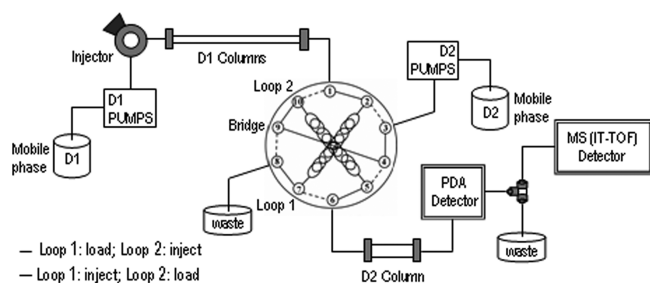 Injector
D1 Columns
D1
PUMPS
Mobile
phase
D1
Loop 2
Bridge
Loop 1
1
2
3
4
5
6
7
8
9
10
waste
D2
PUMPS
D2
Mobile
phase
MS (IT-TOF)
Detector
PDA
Detector
waste
D2 Column
— Loop 1: load; Loop 2: inject
— Loop 1: inject; Loop 2: load